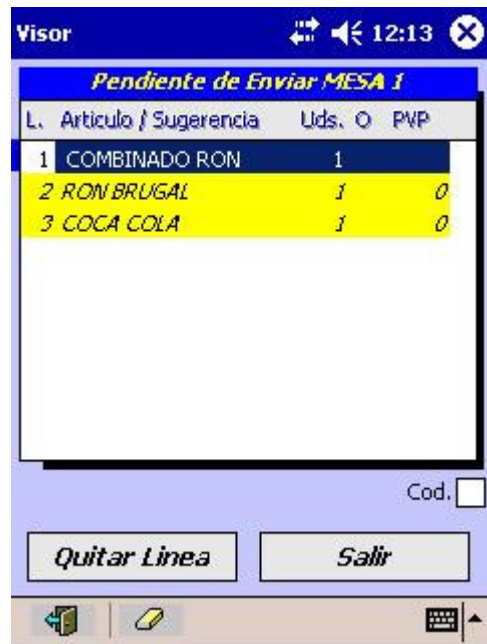 Visor 12:13
Pendiente de Enviar MESA 1
L. Articulo / Sugerencia Uds. O PVP
1 COMBINADO RON 1
2 RON BRUGAL 1 0
3 COCA COLA 1 0
Cod.
Quitar Linea Salir